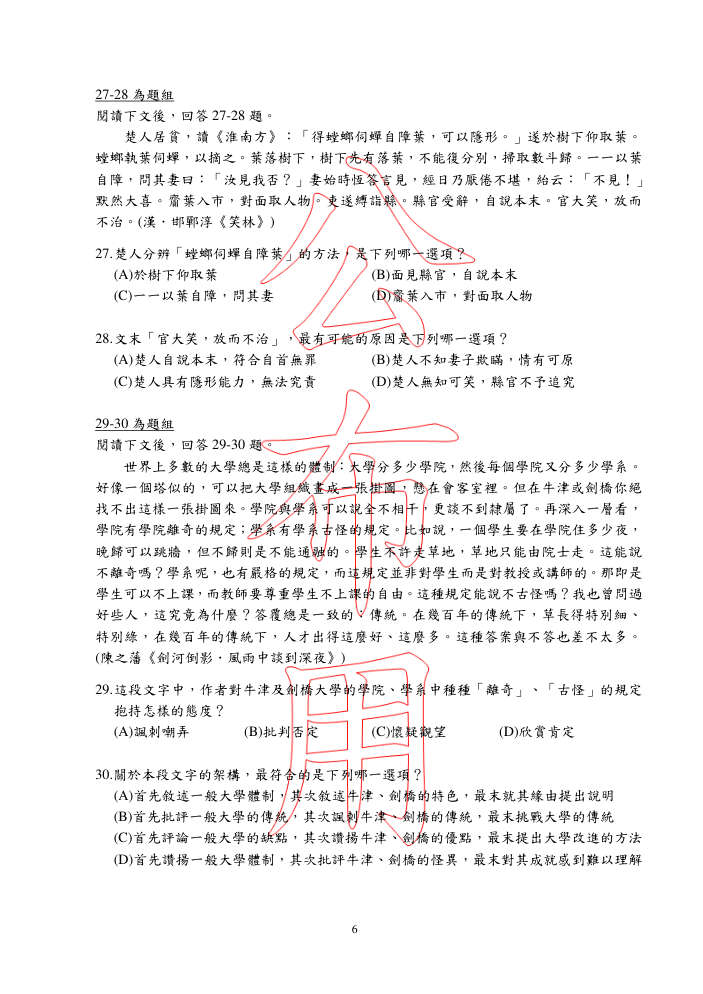 27-28 為題組
閱讀下文後，回答 27-28 題。
楚人居貧，讀《淮南方》：「得螳螂伺蟬自障葉，可以隱形。」遂於樹下仰取葉。
螳螂執葉伺蟬，以摘之。葉落樹下，樹下先有落葉，不能復分別，掃取數斗歸。一一以葉
自障，問其妻曰：「汝見我否？」妻始時恆答言見，經日乃厭倦不堪，紿云：「不見！」
默然大喜。齎葉入市，對面取人物。吏遂縛詣縣。縣官受辭，自說本末。官大笑，放而
不治。(漢．邯鄲淳《笑林》)
27.楚人分辨「螳螂伺蟬自障葉」的方法，是下列哪一選項？
(A)於樹下仰取葉 (B)面見縣官，自說本末
(C)一一以葉自障，問其妻 (D)齎葉入市，對面取人物
28.文末「官大笑，放而不治」，最有可能的原因是下列哪一選項？
(A)楚人自說本末，符合自首無罪 (B)楚人不知妻子欺瞞，情有可原
(C)楚人具有隱形能力，無法究責 (D)楚人無知可笑，縣官不予追究
29-30 為題組
閱讀下文後，回答 29-30 題。
世界上多數的大學總是這樣的體制：大學分多少學院，然後每個學院又分多少學系。
好像一個塔似的，可以把大學組織畫成一張掛圖，懸在會客室裡。但在牛津或劍橋你絕
找不出這樣一張掛圖來。學院與學系可以說全不相干，更談不到隸屬了。再深入一層看，
學院有學院離奇的規定；學系有學系古怪的規定。比如說，一個學生要在學院住多少夜，
晚歸可以跳牆，但不歸則是不能通融的。學生不許走草地，草地只能由院士走。這能說
不離奇嗎？學系呢，也有嚴格的規定，而這規定並非對學生而是對教授或講師的。那即是
學生可以不上課，而教師要尊重學生不上課的自由。這種規定能說不古怪嗎？我也曾問過
好些人，這究竟為什麼？答覆總是一致的：傳統。在幾百年的傳統下，草長得特別細、
特別綠，在幾百年的傳統下，人才出得這麼好、這麼多。這種答案與不答也差不太多。
(陳之藩《劍河倒影．風雨中談到深夜》)
29.這段文字中，作者對牛津及劍橋大學的學院、學系中種種「離奇」、「古怪」的規定
抱持怎樣的態度？
(A)諷刺嘲弄 (B)批判否定 (C)懷疑觀望 (D)欣賞肯定
30.關於本段文字的架構，最符合的是下列哪一選項？
(A)首先敘述一般大學體制，其次敘述牛津、劍橋的特色，最末就其緣由提出說明
(B)首先批評一般大學的傳統，其次諷刺牛津、劍橋的傳統，最末挑戰大學的傳統
(C)首先評論一般大學的缺點，其次讚揚牛津、劍橋的優點，最末提出大學改進的方法
(D)首先讚揚一般大學體制，其次批評牛津、劍橋的怪異，最末對其成就感到難以理解
公布用
6